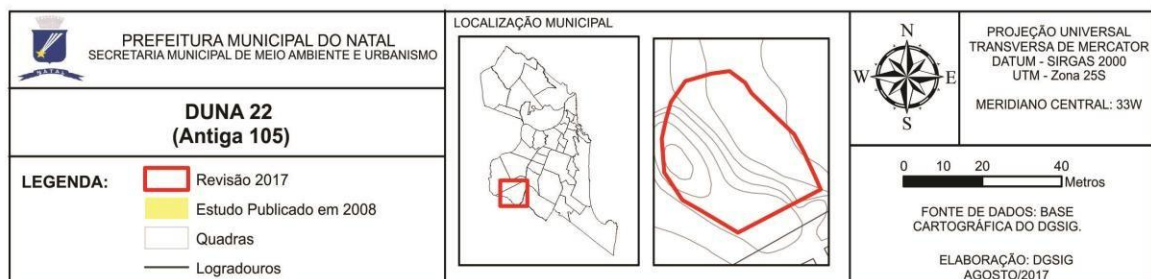 PREFEITURA MUNICIPAL DO NATAL
SECRETARIA MUNICIPAL DE MEIO AMBIENTE E URBANISMO
NATAL
DUNA 22
(Antiga 105)
LEGENDA:
Revisão 2017
Estudo Publicado em 2008
Quadras
Logradouros
LOCALIZAÇÃO MUNICIPAL
N
W E
S
PROJEÇÃO UNIVERSAL
TRANSVERSA DE MERCATOR
DATUM - SIRGAS 2000
UTM - Zona 25S
MERIDIANO CENTRAL: 33W
0 10 20 40
Metros
FONTE DE DADOS: BASE
CARTOGRÁFICA DO DGSIG.
ELABORAÇÃO: DGSIG
AGOSTO/2017